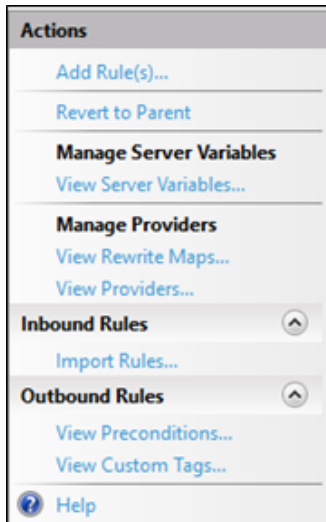 Actions
Add Rule(s)...
Revert to Parent
Manage Server Variables
View Server Variables...
Manage Providers
View Rewrite Maps...
View Providers...
Inbound Rules
Import Rules...
Outbound Rules
View Preconditions...
View Custom Tags...
Help